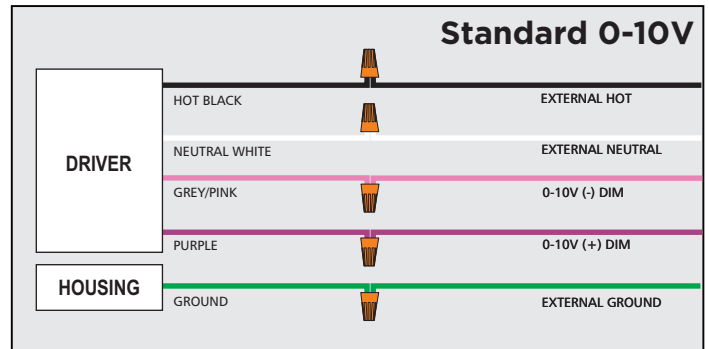 Standard 0-10V
HOT BLACK
EXTERNAL HOT
DRIVER
NEUTRAL WHITE
EXTERNAL NEUTRAL
GREY/PINK
0-10V (-) DIM
PURPLE
0-10V (+) DIM
HOUSING
GROUND
EXTERNAL GROUND